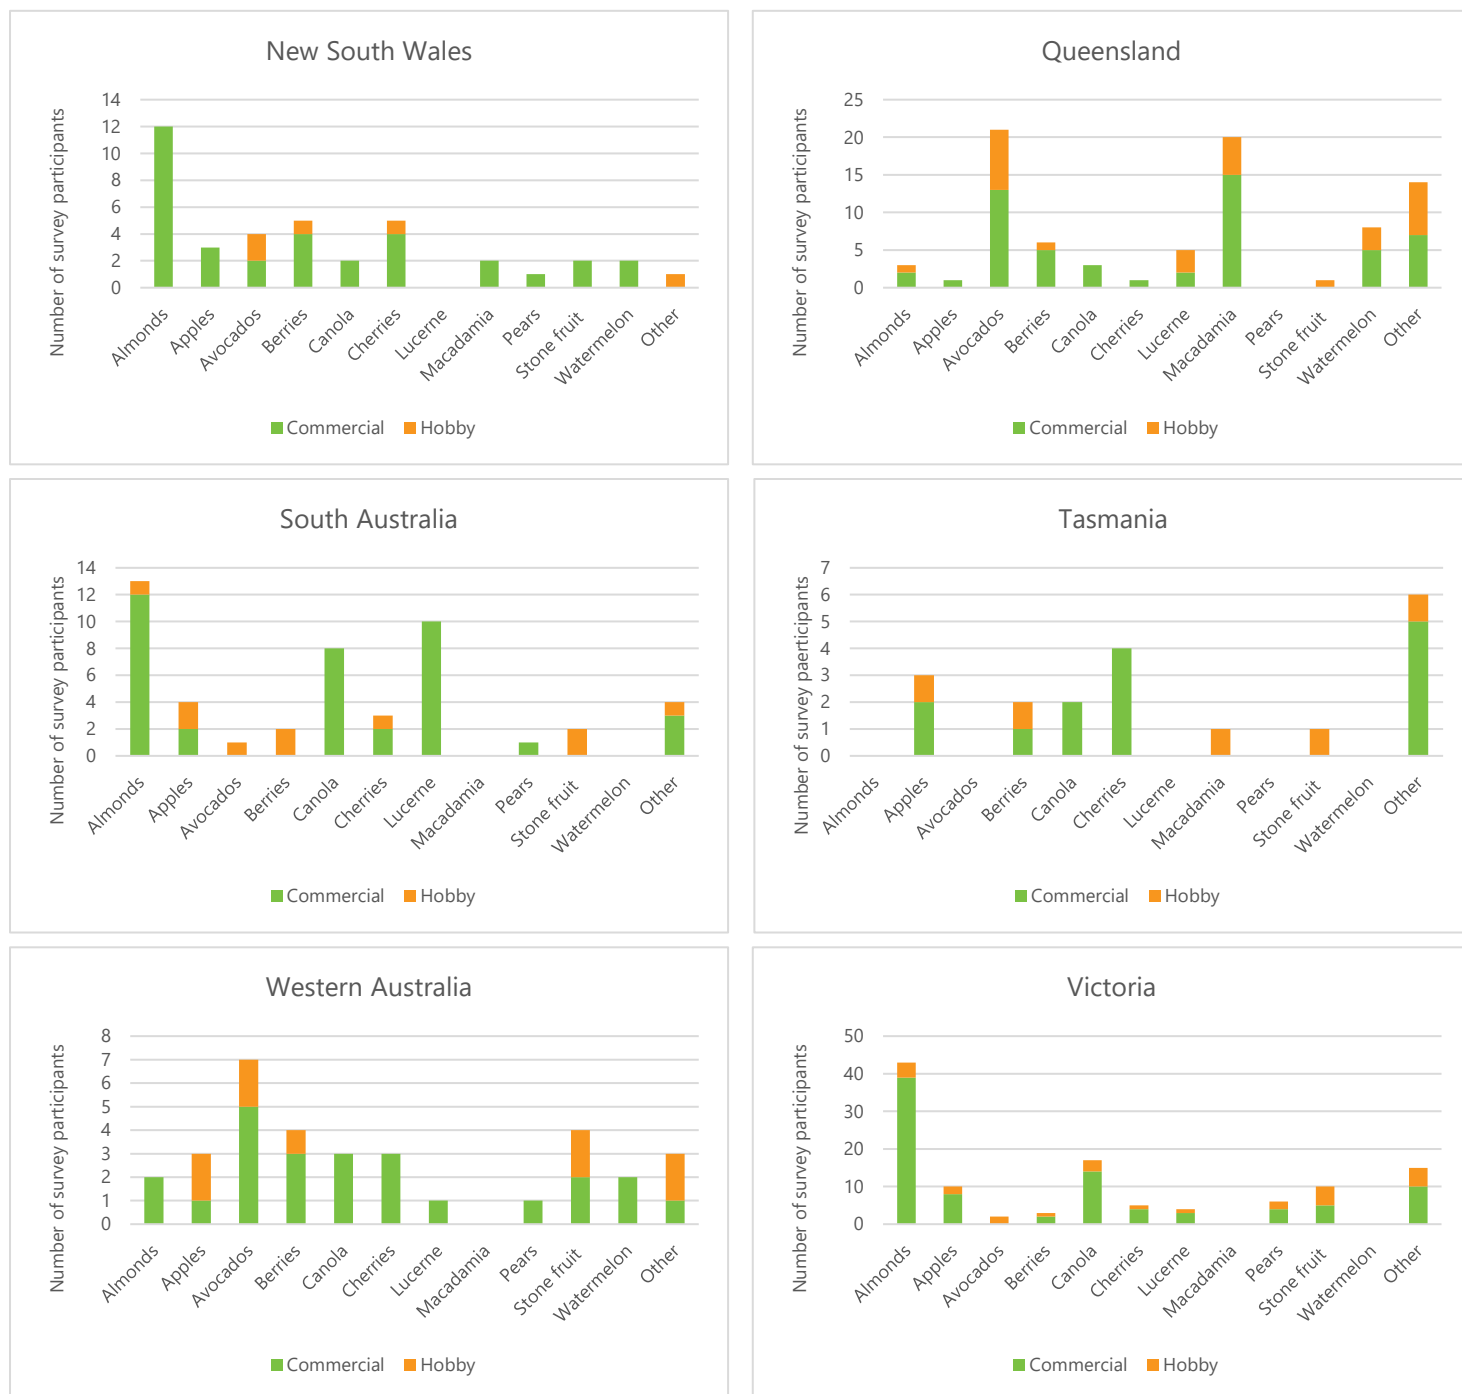 New South Wales
Number of survey participants
14
12
10
8
6
4
2
0
Almonds
Apples
Avocados
Berries
Canola
Cherries
Lucerne
Macadamia
Pears
Stone fruit
Watermelon
Other
Commercial Hobby
Queensland
Number of survey participants
25
20
15
10
5
0
Almonds
Apples
Avocados
Berries
Canola
Cherries
Lucerne
Macadamia
Pears
Stone fruit
Watermelon
Other
Commercial Hobby
South Australia
Number of survey participants
14
12
10
8
6
4
2
0
Almonds
Apples
Avocados
Berries
Canola
Cherries
Lucerne
Macadamia
Pears
Stone fruit
Watermelon
Other
Commercial Hobby
Tasmania
Number of survey paerticipants
7
6
5
4
3
2
1
0
Almonds
Apples
Avocados
Berries
Canola
Cherries
Lucerne
Macadamia
Pears
Stone fruit
Watermelon
Other
Commercial Hobby
Western Australia
Number of survey participants
8
7
6
5
4
3
2
1
0
Almonds
Apples
Avocados
Berries
Canola
Cherries
Lucerne
Macadamia
Pears
Stone fruit
Watermelon
Other
Commercial Hobby
Victoria
Number of survey participants
50
40
30
20
10
0
Almonds
Apples
Avocados
Berries
Canola
Cherries
Lucerne
Macadamia
Pears
Stone fruit
Watermelon
Other
Commercial Hobby